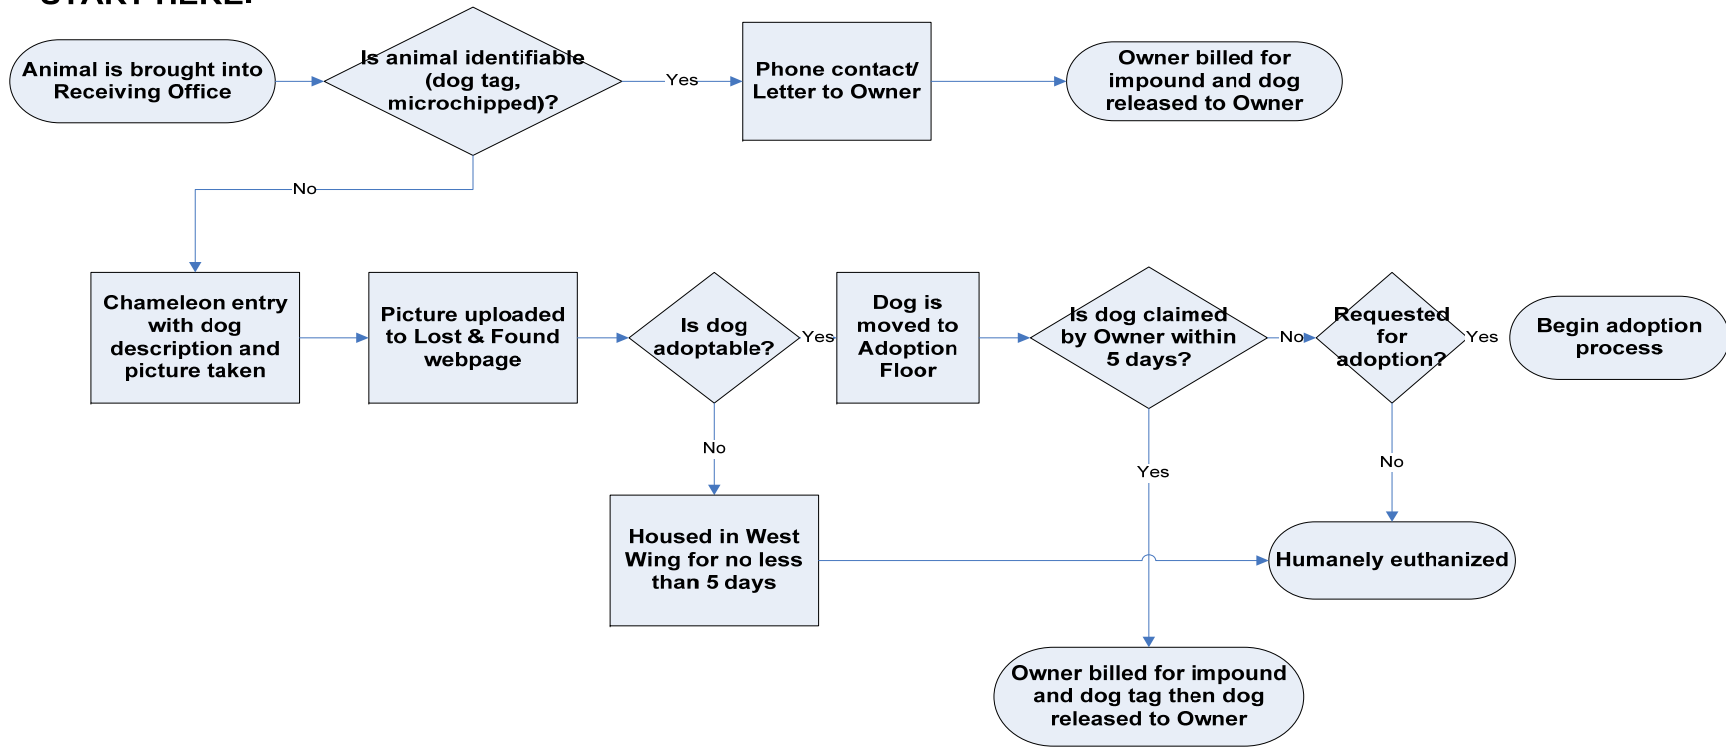 START HERE:
Animal is brought into
Receiving Office
Is animal identifiable
(dog tag,
microchipped)?
Yes
Phone contact/
Letter to Owner
Owner billed for
impound and dog
released to Owner
No
Chameleon entry
with dog
description and
picture taken
Picture uploaded
to Lost & Found
webpage
Is dog
adoptable?
Yes
Dog is
moved to
Adoption
Floor
Is dog claimed
by Owner within
5 days?
No
Requested
for
adoption?
Yes
Begin adoption
process
No
Yes
No
Housed in West
Wing for no less
than 5 days
Humanely euthanized
Owner billed for impound
and dog tag then dog
released to Owner